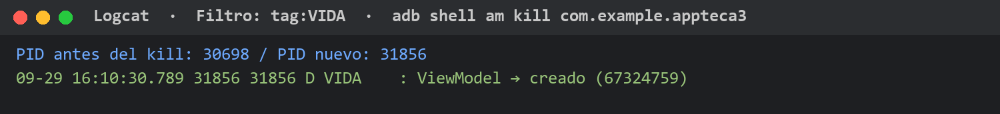 Logcat · Filtro: tag:VIDA · adb shell am kill com.example.appteca3
PID antes del kill: 30698 / PID nuevo: 31856
09-29 16:10:30.789 31856 31856 D VIDA    : ViewModel → creado (67324759)